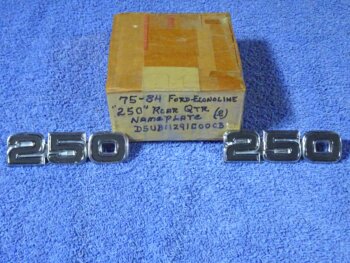 75-84 FORD ECONOLINE
"250" REAR QTR (2)
NAMEPLATE
250 250